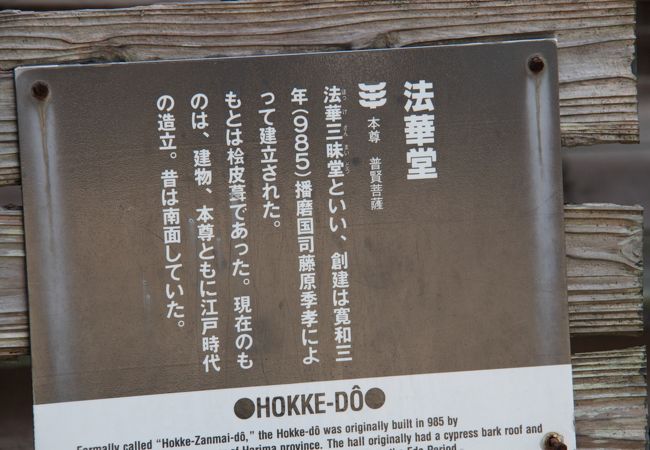 法華堂
本尊 普賢菩薩
法華三昧堂といい、創建は寛和三
年(985)播磨国司藤原季孝によ
って建立された。
もとは桧皮葺であった。現在のも
のは、建物、本尊ともに江戸時代
の造立。昔は南面していた。
●HOKKE-DÔ●
Formally called “Hokke-Zanmai-dô,” the Hokke-dô was originally built in 985 by
of Harima province. The hall originally had a cypress bark roof and